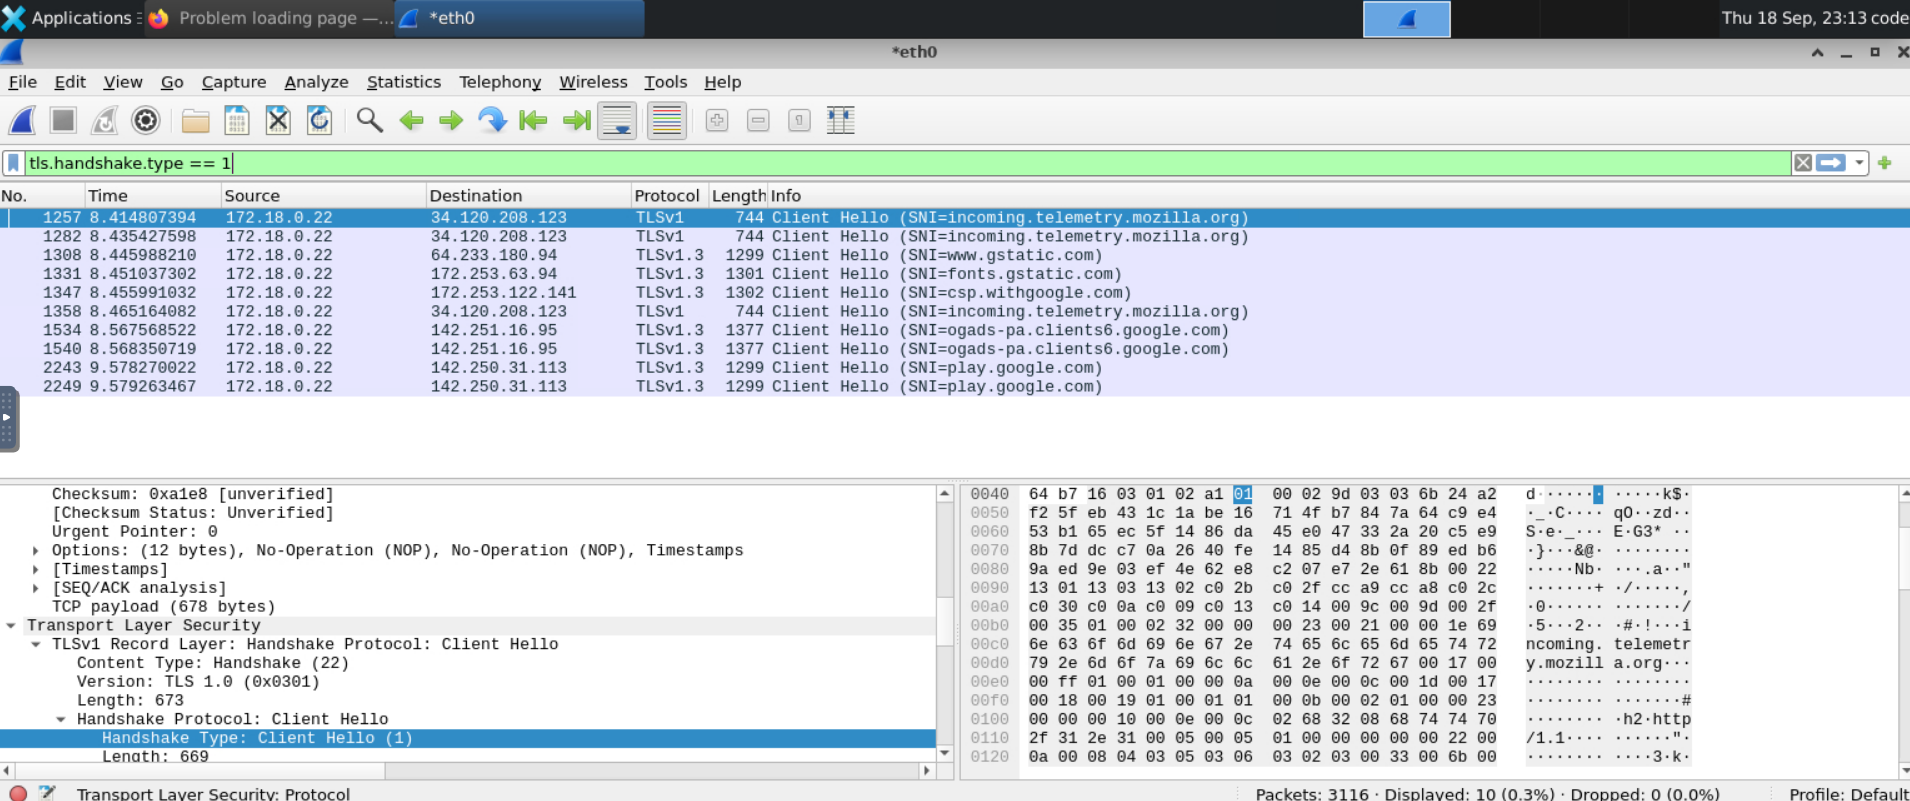 Applications Problem loading page —... *eth0 Thu 18 Sep, 23:13 code
*eth0
File Edit View Go Capture Analyze Statistics Telephony Wireless Tools Help
tls.handshake.type == 1
No. Time Source Destination Protocol Length Info
1257 8.414807394 172.18.0.22 34.120.208.123 TLSv1 744 Client Hello (SNI=incoming.telemetry.mozilla.org)
1282 8.435427598 172.18.0.22 34.120.208.123 TLSv1 744 Client Hello (SNI=incoming.telemetry.mozilla.org)
1308 8.445988210 172.18.0.22 64.233.180.94 TLSv1.3 1299 Client Hello (SNI=www.gstatic.com)
1331 8.451037302 172.18.0.22 172.253.63.94 TLSv1.3 1301 Client Hello (SNI=fonts.gstatic.com)
1347 8.455991032 172.18.0.22 172.253.122.141 TLSv1.3 1302 Client Hello (SNI=csp.withgoogle.com)
1358 8.465164082 172.18.0.22 34.120.208.123 TLSv1 744 Client Hello (SNI=incoming.telemetry.mozilla.org)
1534 8.567568522 172.18.0.22 142.251.16.95 TLSv1.3 1377 Client Hello (SNI=ogads-pa.clients6.google.com)
1540 8.568350719 172.18.0.22 142.251.16.95 TLSv1.3 1377 Client Hello (SNI=ogads-pa.clients6.google.com)
2243 9.578270022 172.18.0.22 142.250.31.113 TLSv1.3 1299 Client Hello (SNI=play.google.com)
2249 9.579263467 172.18.0.22 142.250.31.113 TLSv1.3 1299 Client Hello (SNI=play.google.com)
Checksum: 0xa1e8 [unverified]
[Checksum Status: Unverified]
Urgent Pointer: 0
Options: (12 bytes), No-Operation (NOP), No-Operation (NOP), Timestamps
[Timestamps]
[SEQ/ACK analysis]
TCP payload (678 bytes)
Transport Layer Security
TLSv1 Record Layer: Handshake Protocol: Client Hello
Content Type: Handshake (22)
Version: TLS 1.0 (0x0301)
Length: 673
Handshake Protocol: Client Hello
Handshake Type: Client Hello (1)
Length: 669
0040 64 b7 16 03 01 02 a1 01 00 02 9d 03 03 6b 24 a2 d······· ·····k$·
0050 f2 5f eb 43 1c 1a be 16 71 4f b7 84 7a 64 c9 e4 ·_·C···· qO··zd··
0060 53 b1 65 ec 5f 14 86 da 45 e0 47 33 2a 20 c5 e9 S·e·_··· E·G3* ··
0070 8b 7d dc c7 0a 26 40 fe 14 85 d4 8b 0f 89 ed b6 ·}···&@· ········
0080 9a ed 9e 03 ef 4e 62 e8 c2 07 e7 2e 61 8b 00 22 ·····Nb· ···.a··"
0090 13 01 13 03 13 02 c0 2b c0 2f cc a9 cc a8 c0 2c ·······+ ·/·····,
00a0 c0 30 c0 0a c0 09 c0 13 c0 14 00 9c 00 9d 00 2f ·0······ ·······/
00b0 00 35 01 00 02 32 00 00 00 23 00 21 00 00 1e 69 ·5···2·· ·#·!···i
00c0 6e 63 6f 6d 69 6e 67 2e 74 65 6c 65 6d 65 74 72 ncoming. telemetr
00d0 79 2e 6d 6f 7a 69 6c 6c 61 2e 6f 72 67 00 17 00 y.mozill a.org···
00e0 00 ff 01 00 01 00 00 0a 00 0e 00 0c 00 1d 00 17 ········ ········
00f0 00 18 00 19 01 00 01 01 00 0b 00 02 01 00 00 23 ········ ·······#
0100 00 00 00 10 00 0e 00 0c 02 68 32 08 68 74 74 70 ········ ·h2·http
0110 2f 31 2e 31 00 05 00 05 01 00 00 00 00 00 22 00 /1.1···· ······"·
0120 0a 00 08 04 03 05 03 06 03 02 03 00 33 00 6b 00 ········ ····3·k·
Transport Layer Security: Protocol Packets: 3116 · Displayed: 10 (0.3%) · Dropped: 0 (0.0%) Profile: Default